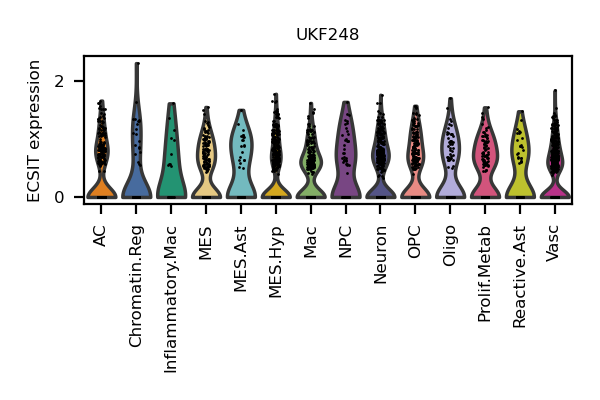 UKF248
ECSIT expression
2
0
AC
Chromatin.Reg
Inflammatory.Mac
MES
MES.Ast
MES.Hyp
Mac
NPC
Neuron
OPC
Oligo
Prolif.Metab
Reactive.Ast
Vasc